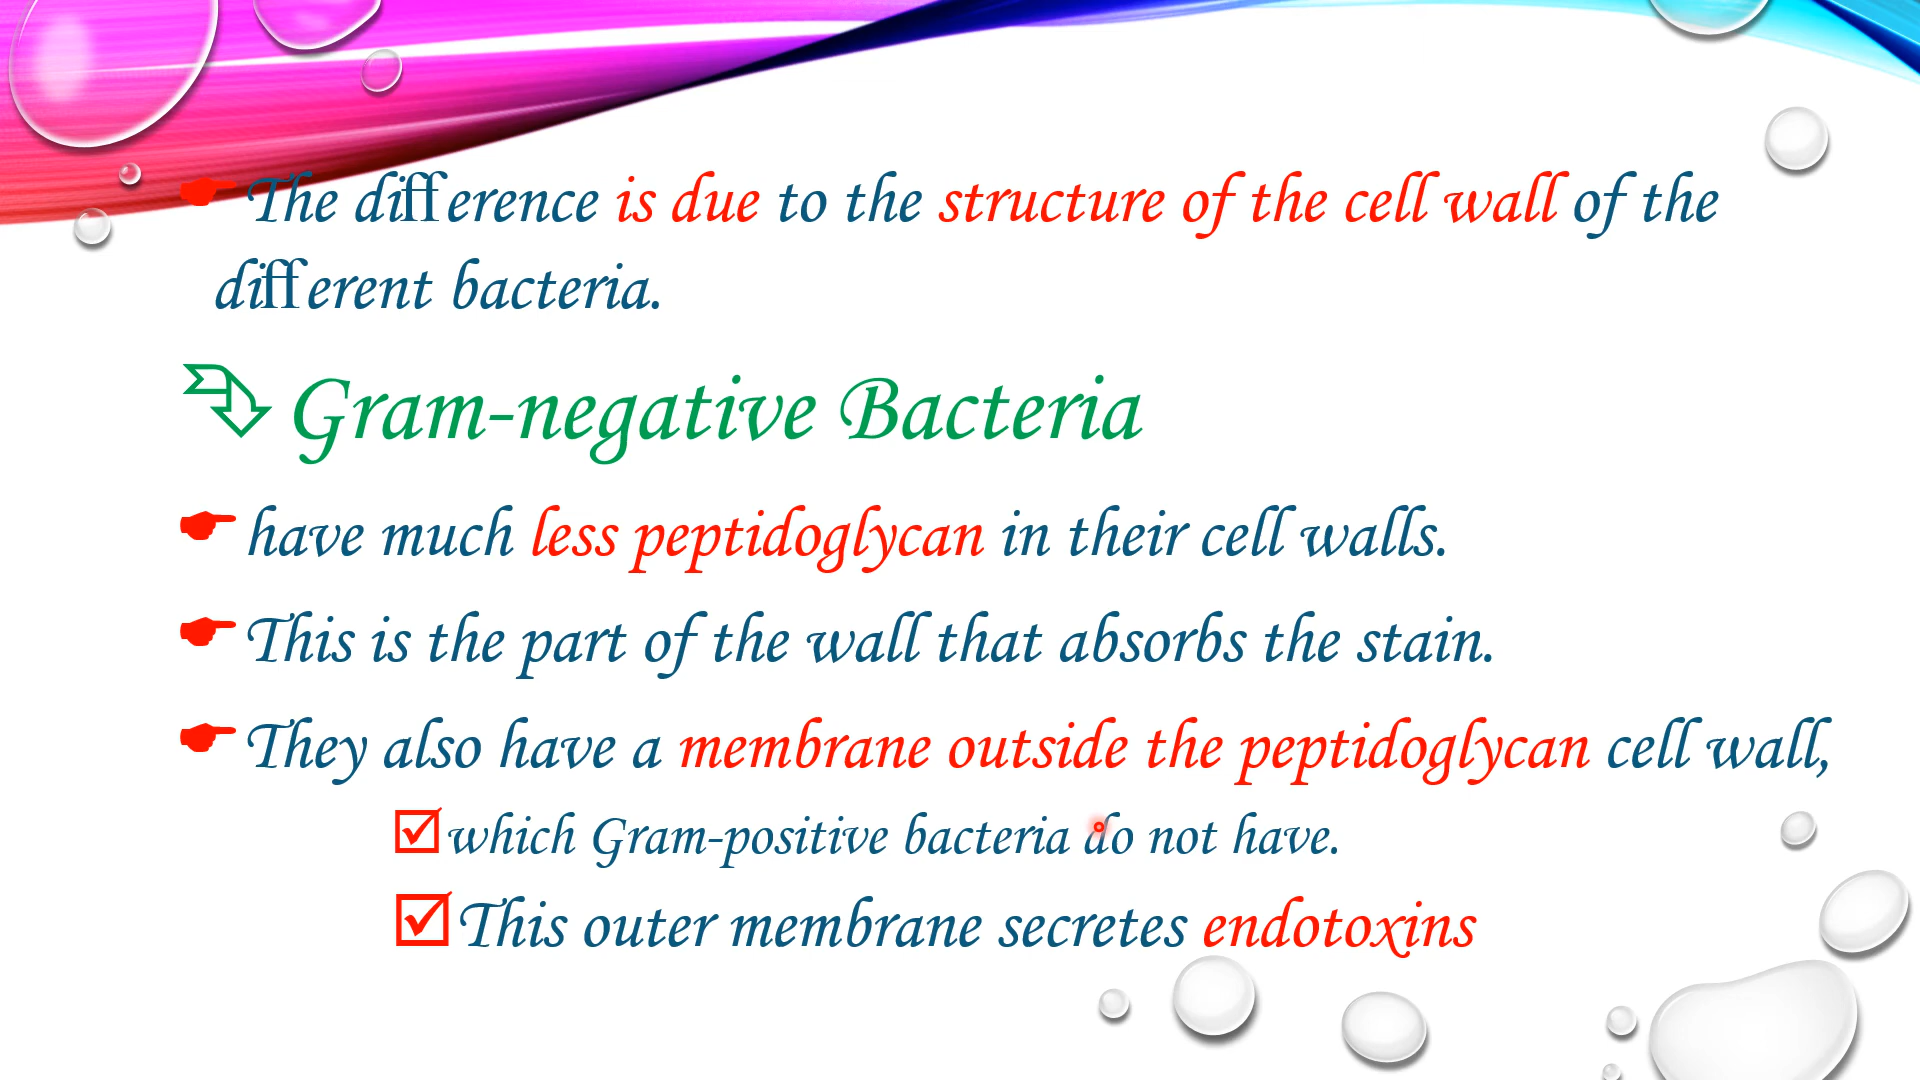 The difference is due to the structure of the cell wall of the
different bacteria.
Gram-negative Bacteria
have much less peptidoglycan in their cell walls.
This is the part of the wall that absorbs the stain.
They also have a membrane outside the peptidoglycan cell wall,
which Gram-positive bacteria do not have.
This outer membrane secretes endotoxins